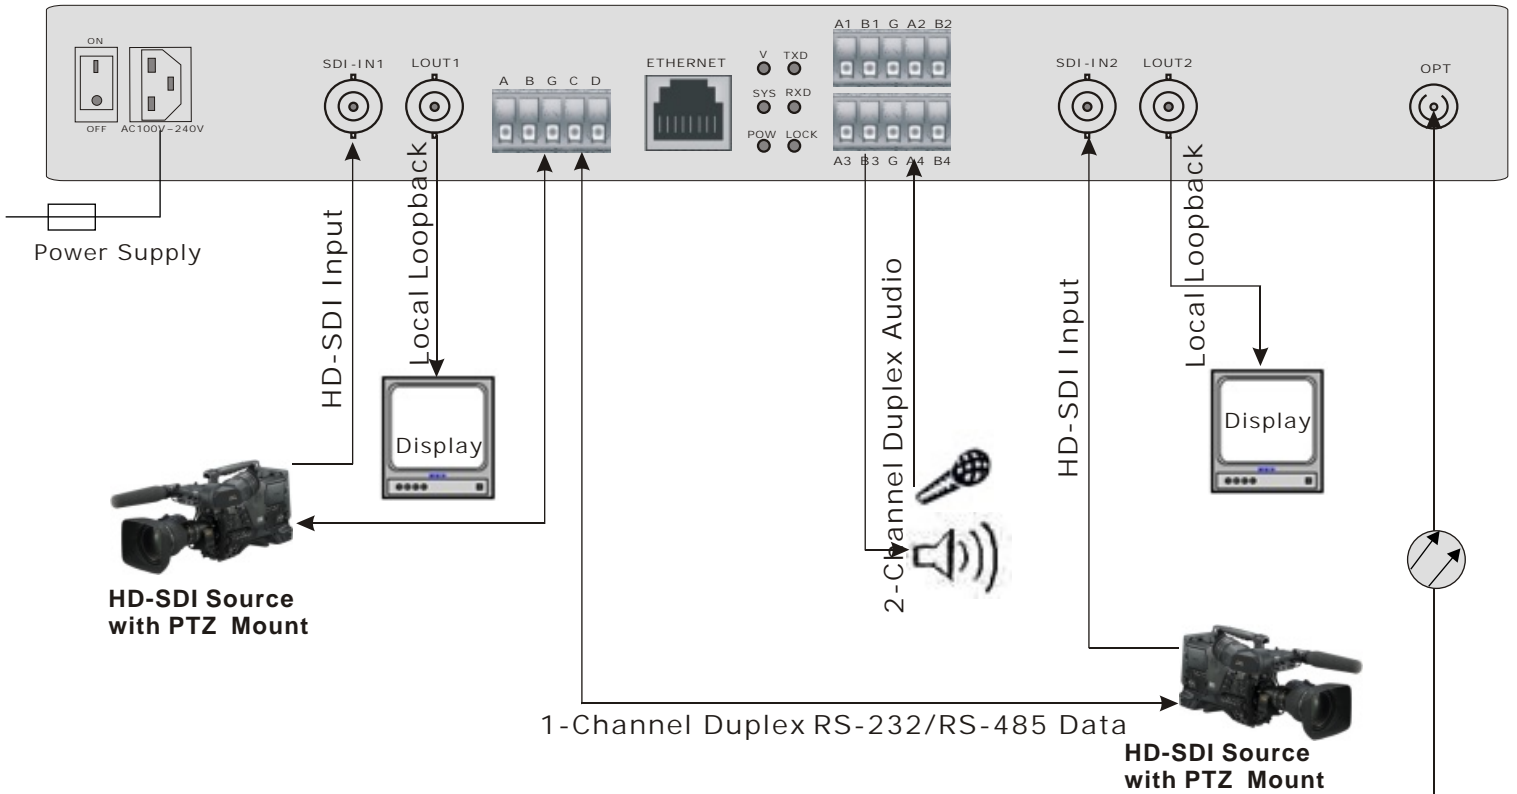 ON
OFF
AC100V~240V
SDI-IN1
LOUT1
A B G C D
ETHERNET
V TXD
SYS RXD
POW LOCK
A1 B1 G A2 B2
A3 B3 G A4 B4
SDI-IN2
LOUT2
OPT
Power Supply
HD-SDI Input
Local Loopback
Display
2-Channel Duplex Audio
HD-SDI Input
Local Loopback
Display
HD-SDI Source
with PTZ Mount
1-Channel Duplex RS-232/RS-485 Data
HD-SDI Source
with PTZ Mount